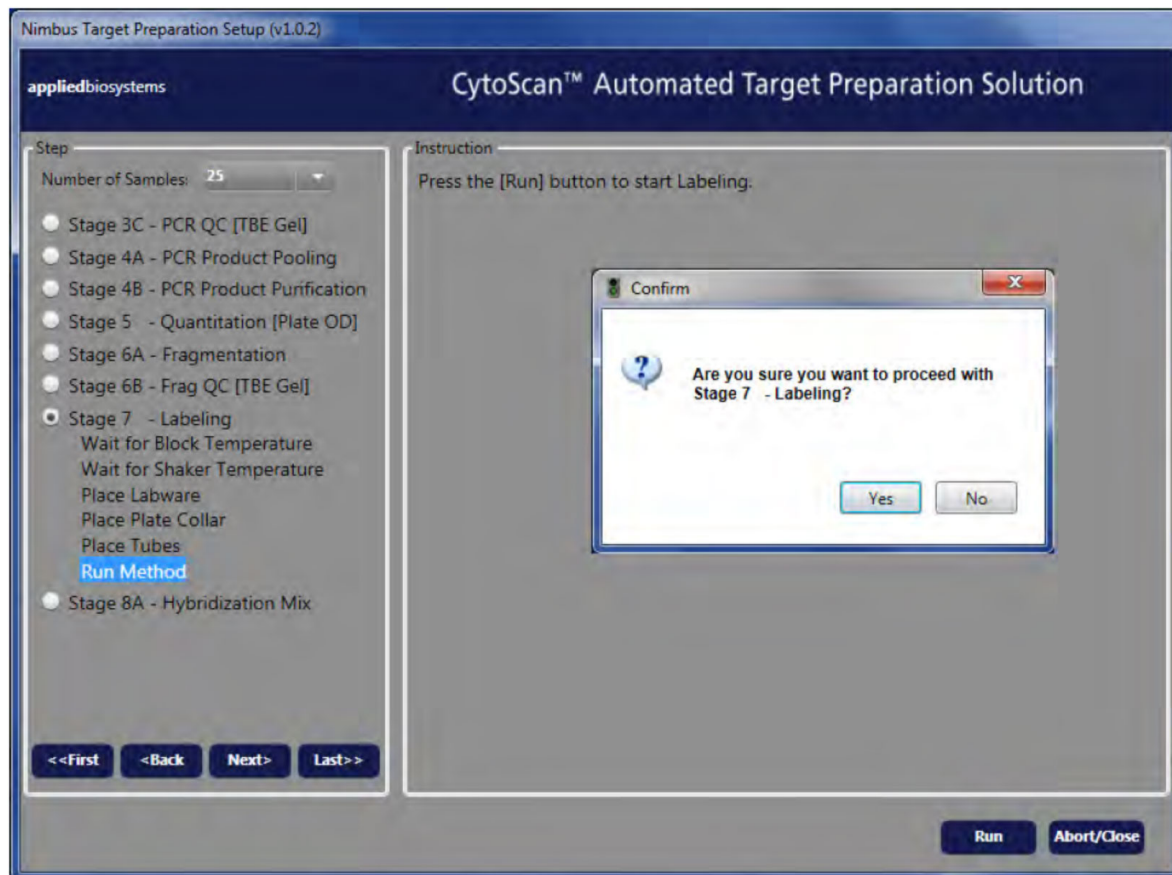 Nimbus Target Preparation Setup (v1.0.2)
appliedbiosystems
CytoScan™ Automated Target Preparation Solution
Step
Number of Samples: 25
Stage 3C - PCR QC [TBE Gel]
Stage 4A - PCR Product Pooling
Stage 4B - PCR Product Purification
Stage 5 - Quantitation [Plate OD]
Stage 6A - Fragmentation
Stage 6B - Frag QC [TBE Gel]
Stage 7 - Labeling
Wait for Block Temperature
Wait for Shaker Temperature
Place Labware
Place Plate Collar
Place Tubes
Run Method
Stage 8A - Hybridization Mix
<<First
<Back
Next>
Last>>
Instruction
Press the [Run] button to start Labeling.
Confirm
Are you sure you want to proceed with
Stage 7 - Labeling?
Yes
No
Run
Abort/Close